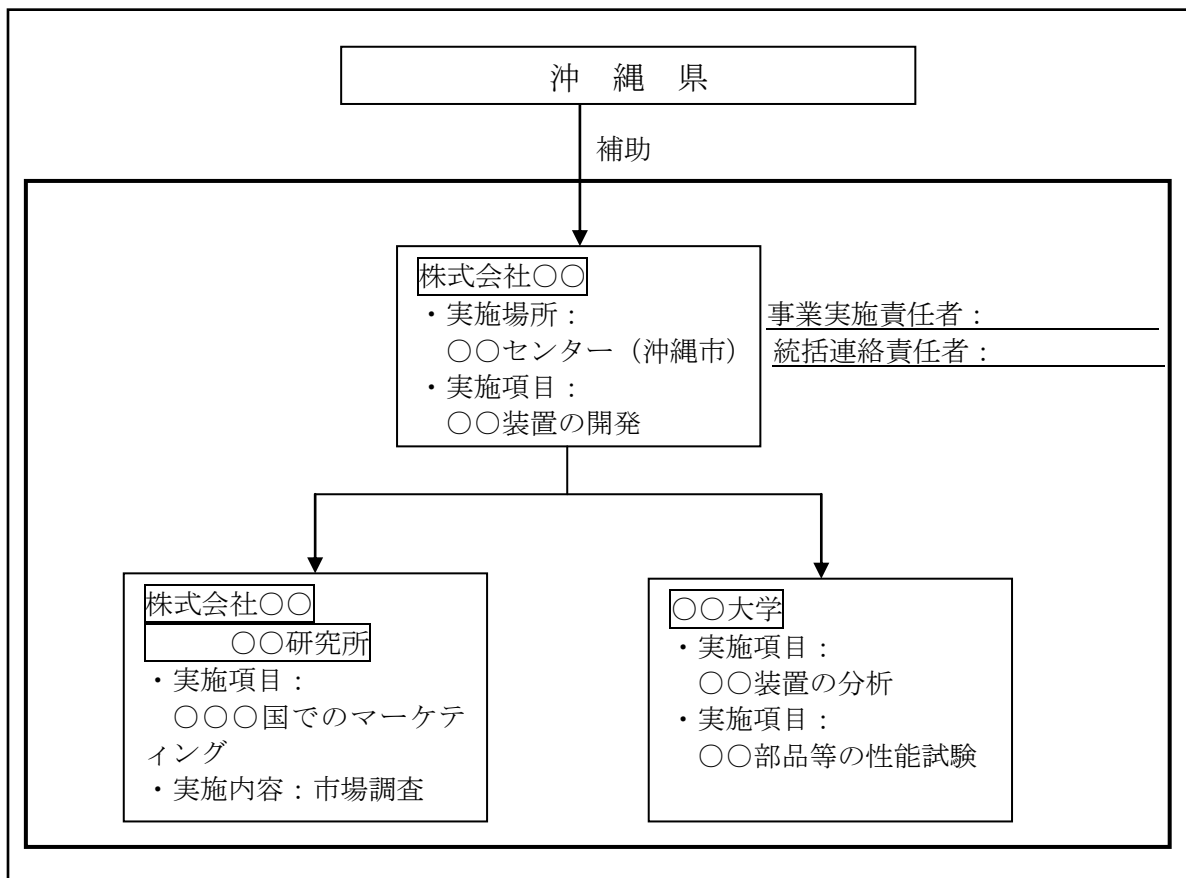 沖 縄 県
補助
株式会社○○
・実施場所：
○○センター（沖縄市）
・実施項目：
○○装置の開発
事業実施責任者：
統括連絡責任者：
株式会社○○
○○研究所
・実施項目：
○○○国でのマーケテ
ィング
・実施内容：市場調査
○○大学
・実施項目：
○○装置の分析
・実施項目：
○○部品等の性能試験